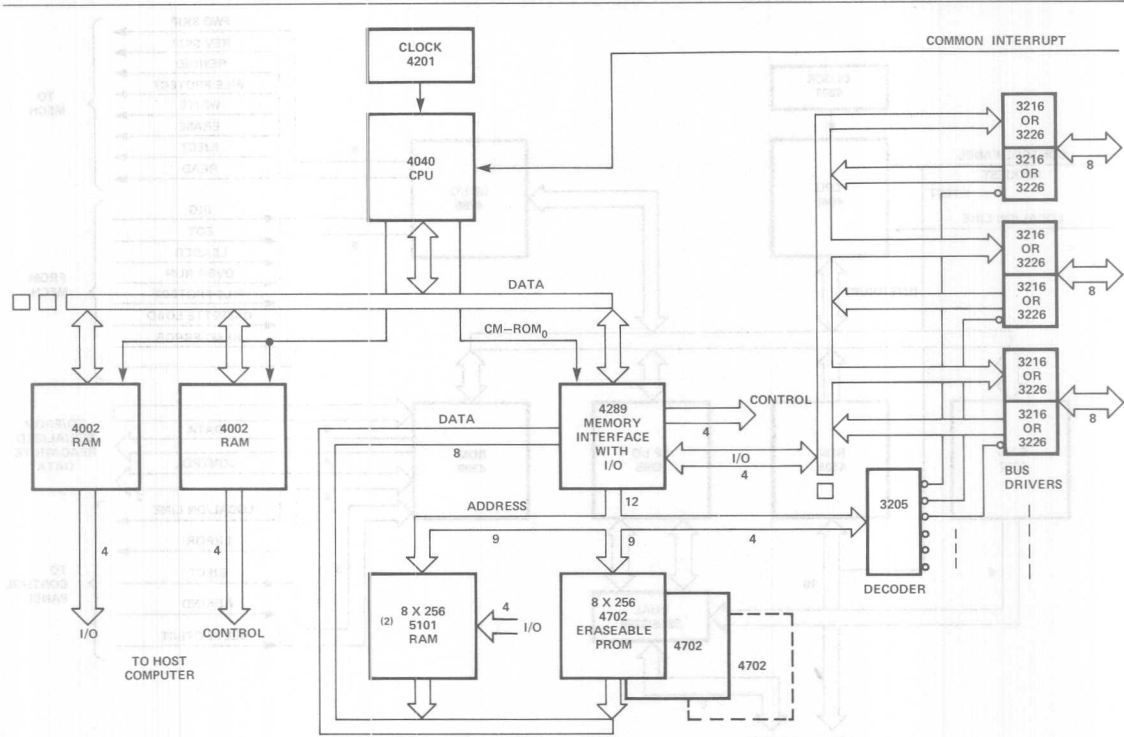 COMMON INTERRUPT
CLOCK
4201
4040
CPU
DATA
CM-ROM0
4002
RAM
4002
RAM
4
I/O
4
CONTROL
TO HOST
COMPUTER
DATA
8
4289
MEMORY
INTERFACE
WITH
I/O
CONTROL
4
I/O
4
12
ADDRESS
9
9
4
(2)
8 X 256
5101
RAM
4
I/O
8 X 256
4702
ERASEABLE
PROM
4702
4702
3205
DECODER
3216
OR
3226
3216
OR
3226
8
3216
OR
3226
3216
OR
3226
8
3216
OR
3226
3216
OR
3226
8
BUS
DRIVERS